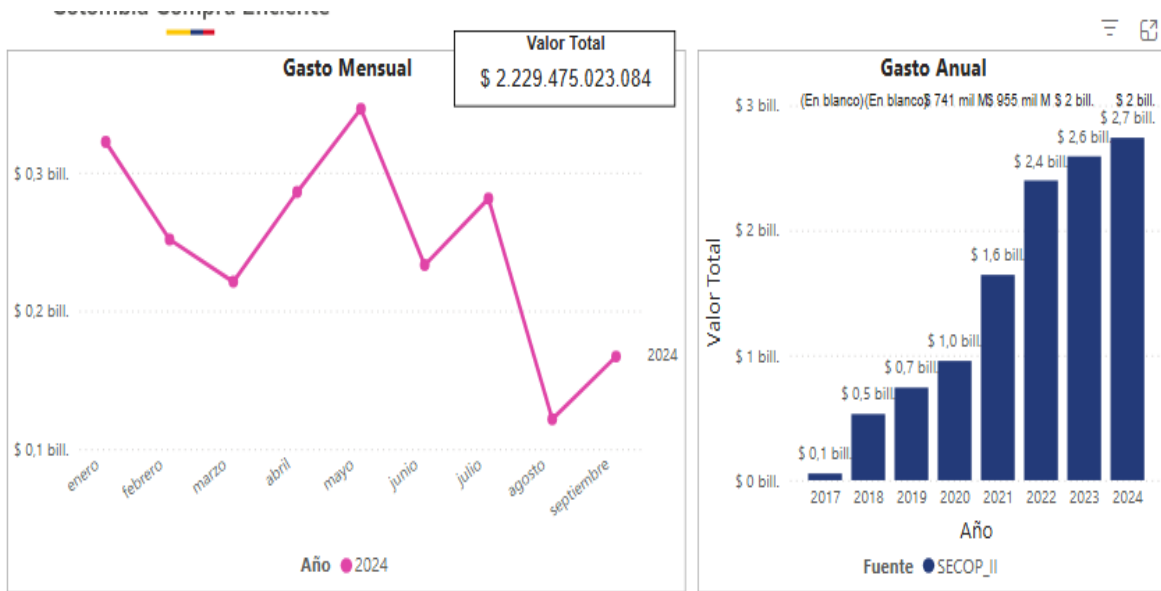 Colombia Compra Eficiente
Gasto Mensual
Valor Total
$ 2.229.475.023.084
$ 0,3 bill.
$ 0,2 bill.
$ 0,1 bill.
2024
enero
febrero
marzo
abril
mayo
junio
julio
agosto
septiembre
Año 2024
Gasto Anual
(En blanco) (En blanco) $ 741 mil M $ 955 mil M $ 2 bill. $ 2 bill.
$ 3 bill.
$ 2 bill.
$ 1 bill.
$ 0 bill.
Valor Total
$ 0,1 bill.
$ 0,5 bill.
$ 0,7 bill.
$ 1,0 bill.
$ 1,6 bill.
$ 2,4 bill.
$ 2,6 bill.
$ 2,7 bill.
2017 2018 2019 2020 2021 2022 2023 2024
Año
Fuente SECOP_II